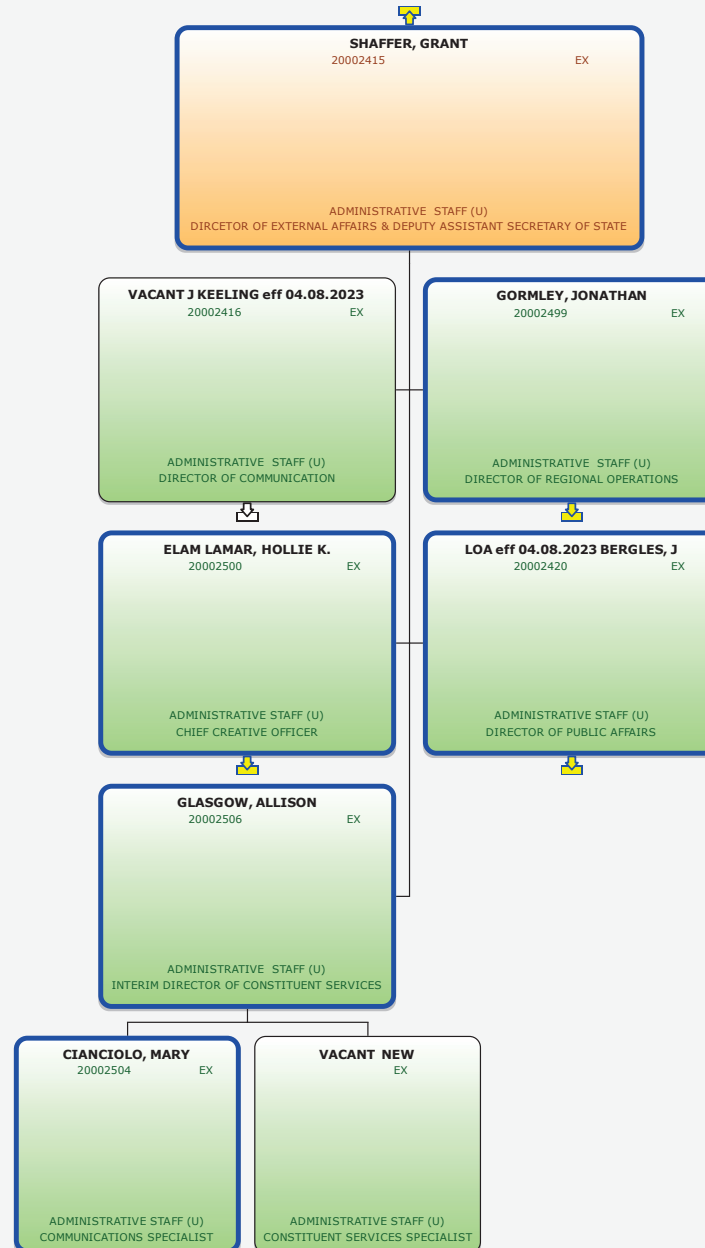 SHAFFER, GRANT
20002415 EX
ADMINISTRATIVE STAFF (U)
DIRCETOR OF EXTERNAL AFFAIRS & DEPUTY ASSISTANT SECRETARY OF STATE
VACANT J KEELING eff 04.08.2023
20002416 EX
ADMINISTRATIVE STAFF (U)
DIRECTOR OF COMMUNICATION
GORMLEY, JONATHAN
20002499 EX
ADMINISTRATIVE STAFF (U)
DIRECTOR OF REGIONAL OPERATIONS
ELAM LAMAR, HOLLIE K.
20002500 EX
ADMINISTRATIVE STAFF (U)
CHIEF CREATIVE OFFICER
LOA eff 04.08.2023 BERGLES, J
20002420 EX
ADMINISTRATIVE STAFF (U)
DIRECTOR OF PUBLIC AFFAIRS
GLASGOW, ALLISON
20002506 EX
ADMINISTRATIVE STAFF (U)
INTERIM DIRECTOR OF CONSTITUENT SERVICES
CIANCIOLO, MARY
20002504 EX
ADMINISTRATIVE STAFF (U)
COMMUNICATIONS SPECIALIST
VACANT NEW
EX
ADMINISTRATIVE STAFF (U)
CONSTITUENT SERVICES SPECIALIST